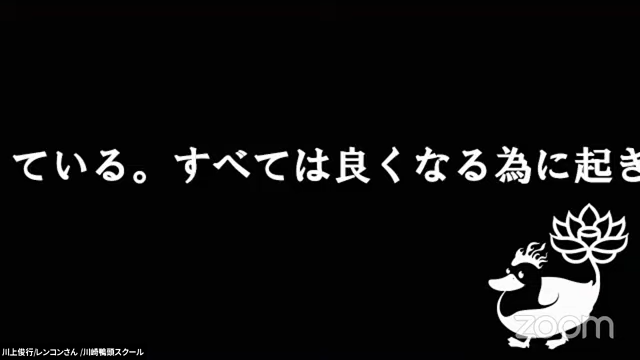 ている。すべては良くなる為に起き
zoom
川上俊行/レンコンさん /川崎鴨頭スクール